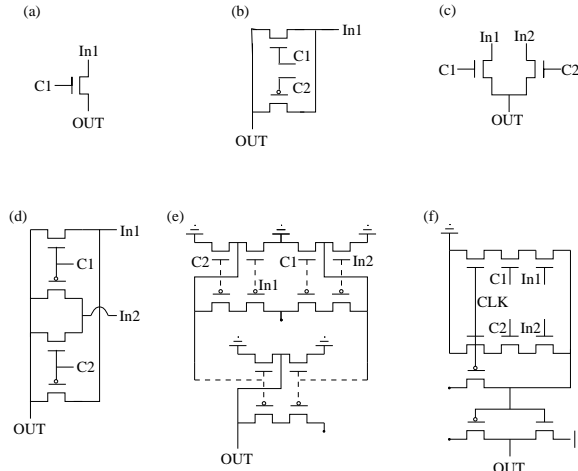 (a)
In1
C1
OUT
(b)
In1
C1
C2
OUT
(c)
In1 In2
C1 C2
OUT
(d)
In1
C1
In2
C2
OUT
(e)
C2 C1 In2
In1
OUT
(f)
C1 In1
CLK
C2 In2
OUT